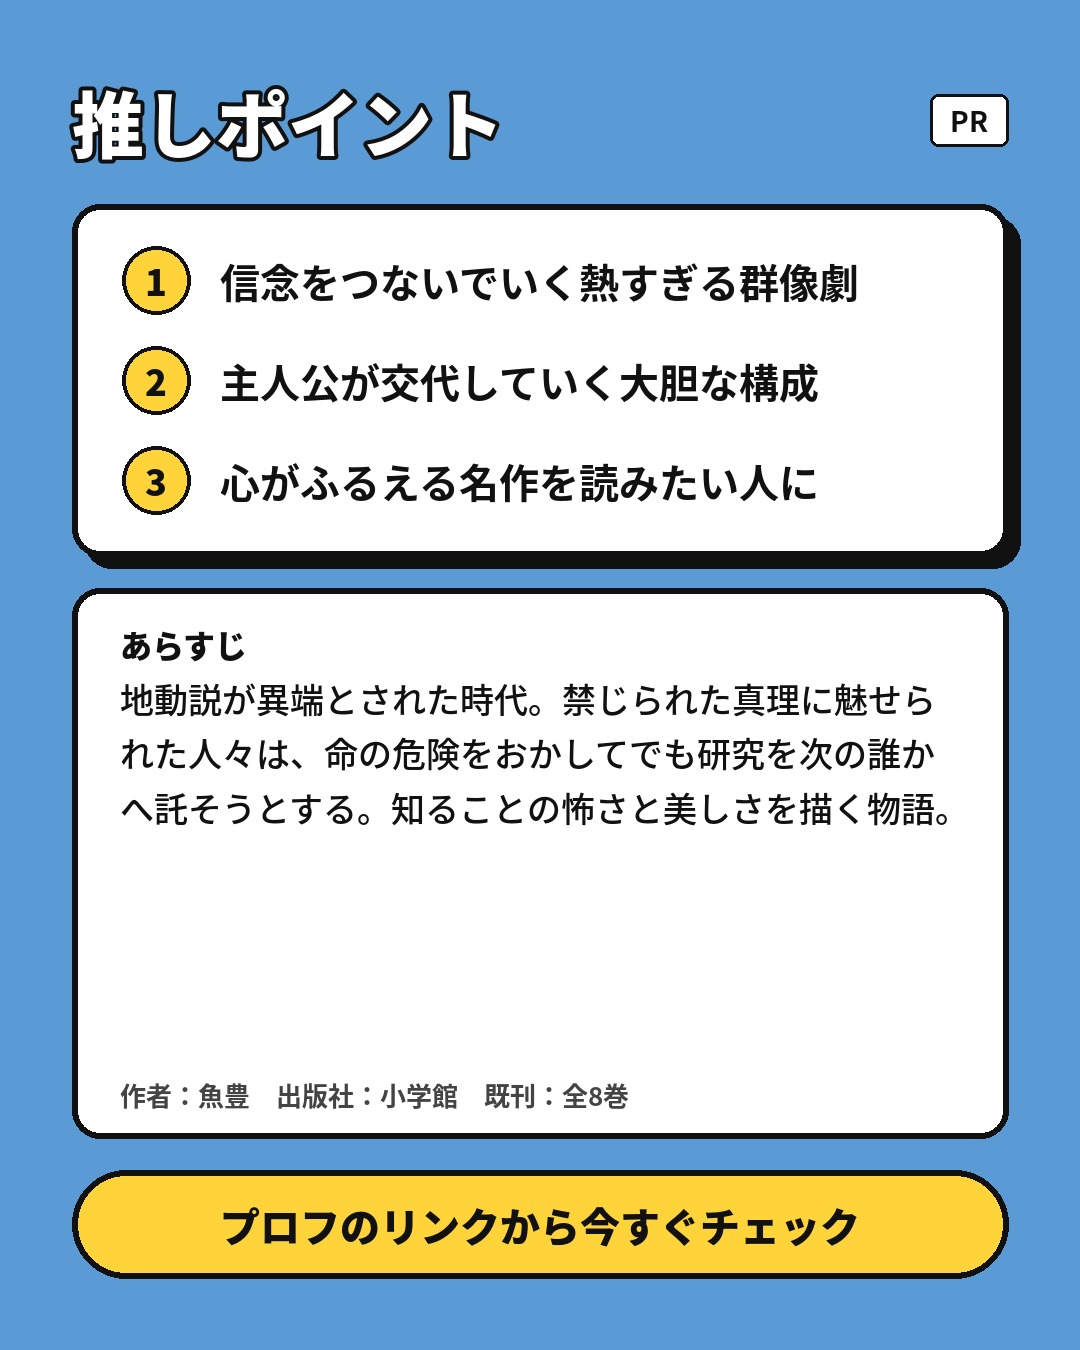 推しポイント
PR
1 信念をつないでいく熱すぎる群像劇
2 主人公が交代していく大胆な構成
3 心がふるえる名作を読みたい人に
あらすじ
地動説が異端とされた時代。禁じられた真理に魅せら
れた人々は、命の危険をおかしてでも研究を次の誰か
へ託そうとする。知ることの怖さと美しさを描く物語。
作者：魚豊　出版社：小学館　既刊：全8巻
プロフのリンクから今すぐチェック